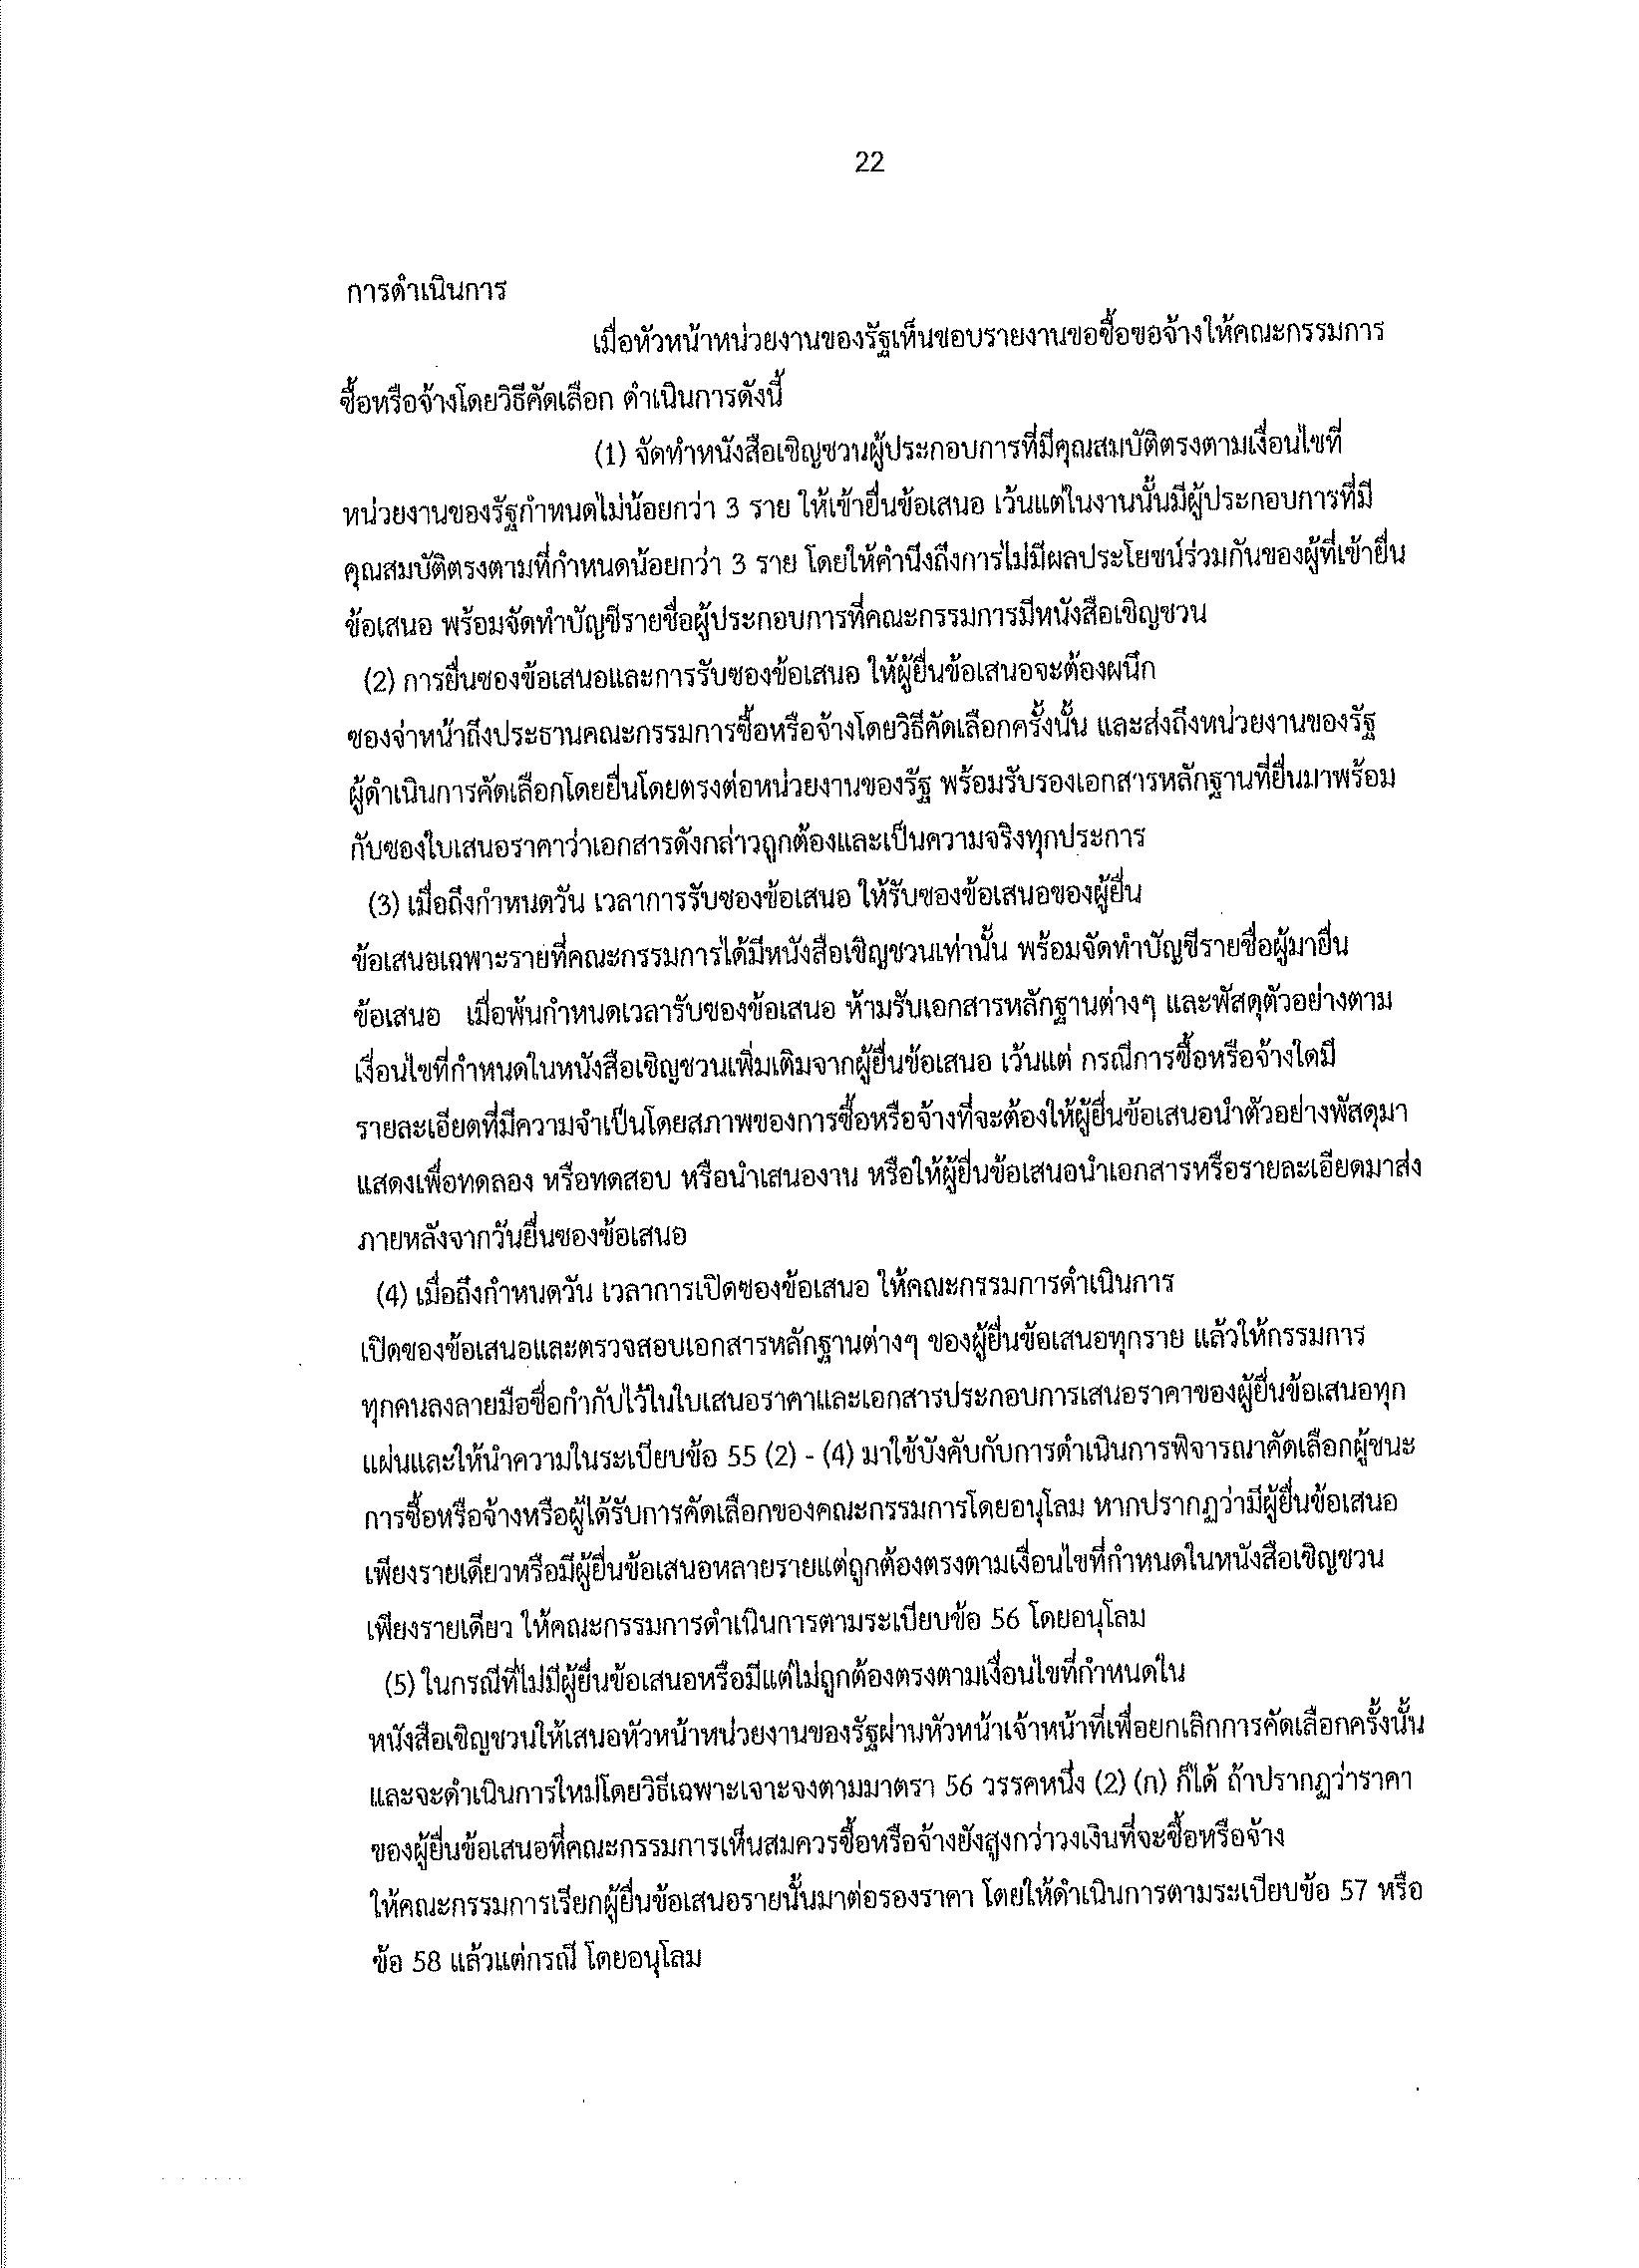 22
การดำเนินการ
เมื่อหัวหน้าหน่วยงานของรัฐเห็นชอบรายงานขอซื้อขอจ้างให้คณะกรรมการ
ซื้อหรือจ้างโดยวิธีคัดเลือก ดำเนินการดังนี้
(1) จัดทำหนังสือเชิญชวนผู้ประกอบการที่มีคุณสมบัติตรงตามเงื่อนไขที่
หน่วยงานของรัฐกำหนดไม่น้อยกว่า 3 ราย ให้เข้ายื่นข้อเสนอ เว้นแต่ในงานนั้นมีผู้ประกอบการที่มี
คุณสมบัติตรงตามที่กำหนดน้อยกว่า 3 ราย โดยให้คำนึงถึงการไม่มีผลประโยชน์ร่วมกันของผู้ที่เข้ายื่น
ข้อเสนอ พร้อมจัดทำบัญชีรายชื่อผู้ประกอบการที่คณะกรรมการมีหนังสือเชิญชวน
(2) การยื่นซองข้อเสนอและการรับซองข้อเสนอ ให้ผู้ยื่นข้อเสนอจะต้องผนึก
ซองจ่าหน้าถึงประธานคณะกรรมการซื้อหรือจ้างโดยวิธีคัดเลือกครั้งนั้น และส่งถึงหน่วยงานของรัฐ
ผู้ดำเนินการคัดเลือกโดยยื่นโดยตรงต่อหน่วยงานของรัฐ พร้อมรับรองเอกสารหลักฐานที่ยื่นมาพร้อม
กับซองใบเสนอราคาว่าเอกสารดังกล่าวถูกต้องและเป็นความจริงทุกประการ
(3) เมื่อถึงกำหนดวัน เวลาการรับซองข้อเสนอ ให้รับซองข้อเสนอของผู้ยื่น
ข้อเสนอเฉพาะรายที่คณะกรรมการได้มีหนังสือเชิญชวนเท่านั้น พร้อมจัดทำบัญชีรายชื่อผู้มายื่น
ข้อเสนอ เมื่อพ้นกำหนดเวลารับซองข้อเสนอ ห้ามรับเอกสารหลักฐานต่างๆ และพัสดุตัวอย่างตาม
เงื่อนไขที่กำหนดในหนังสือเชิญชวนเพิ่มเติมจากผู้ยื่นข้อเสนอ เว้นแต่ กรณีการซื้อหรือจ้างใดมี
รายละเอียดที่มีความจำเป็นโดยสภาพของการซื้อหรือจ้างที่จะต้องให้ผู้ยื่นข้อเสนอนำตัวอย่างพัสดุมา
แสดงเพื่อทดลอง หรือทดสอบ หรือนำเสนองาน หรือให้ผู้ยื่นข้อเสนอนำเอกสารหรือรายละเอียดมาส่ง
ภายหลังจากวันยื่นซองข้อเสนอ
(4) เมื่อถึงกำหนดวัน เวลาการเปิดซองข้อเสนอ ให้คณะกรรมการดำเนินการ
เปิดซองข้อเสนอและตรวจสอบเอกสารหลักฐานต่างๆ ของผู้ยื่นข้อเสนอทุกราย แล้วให้กรรมการ
ทุกคนลงลายมือชื่อกำกับไว้ในใบเสนอราคาและเอกสารประกอบการเสนอราคาของผู้ยื่นข้อเสนอทุก
แผ่นและให้นำความในระเบียบข้อ 55 (2) - (4) มาใช้บังคับกับการดำเนินการพิจารณาคัดเลือกผู้ชนะ
การซื้อหรือจ้างหรือผู้ได้รับการคัดเลือกของคณะกรรมการโดยอนุโลม หากปรากฏว่ามีผู้ยื่นข้อเสนอ
เพียงรายเดียวหรือมีผู้ยื่นข้อเสนอหลายรายแต่ถูกต้องตรงตามเงื่อนไขที่กำหนดในหนังสือเชิญชวน
เพียงรายเดียว ให้คณะกรรมการดำเนินการตามระเบียบข้อ 56 โดยอนุโลม
(5) ในกรณีที่ไม่มีผู้ยื่นข้อเสนอหรือมีแต่ไม่ถูกต้องตรงตามเงื่อนไขที่กำหนดใน
หนังสือเชิญชวนให้เสนอหัวหน้าหน่วยงานของรัฐผ่านหัวหน้าเจ้าหน้าที่เพื่อยกเลิกการคัดเลือกครั้งนั้น
และจะดำเนินการใหม่โดยวิธีเฉพาะเจาะจงตามมาตรา 56 วรรคหนึ่ง (2) (ก) ก็ได้ ถ้าปรากฏว่าราคา
ของผู้ยื่นข้อเสนอที่คณะกรรมการเห็นสมควรซื้อหรือจ้างยังสูงกว่าวงเงินที่จะซื้อหรือจ้าง
ให้คณะกรรมการเรียกผู้ยื่นข้อเสนอรายนั้นมาต่อรองราคา โดยให้ดำเนินการตามระเบียบข้อ 57 หรือ
ข้อ 58 แล้วแต่กรณี โดยอนุโลม